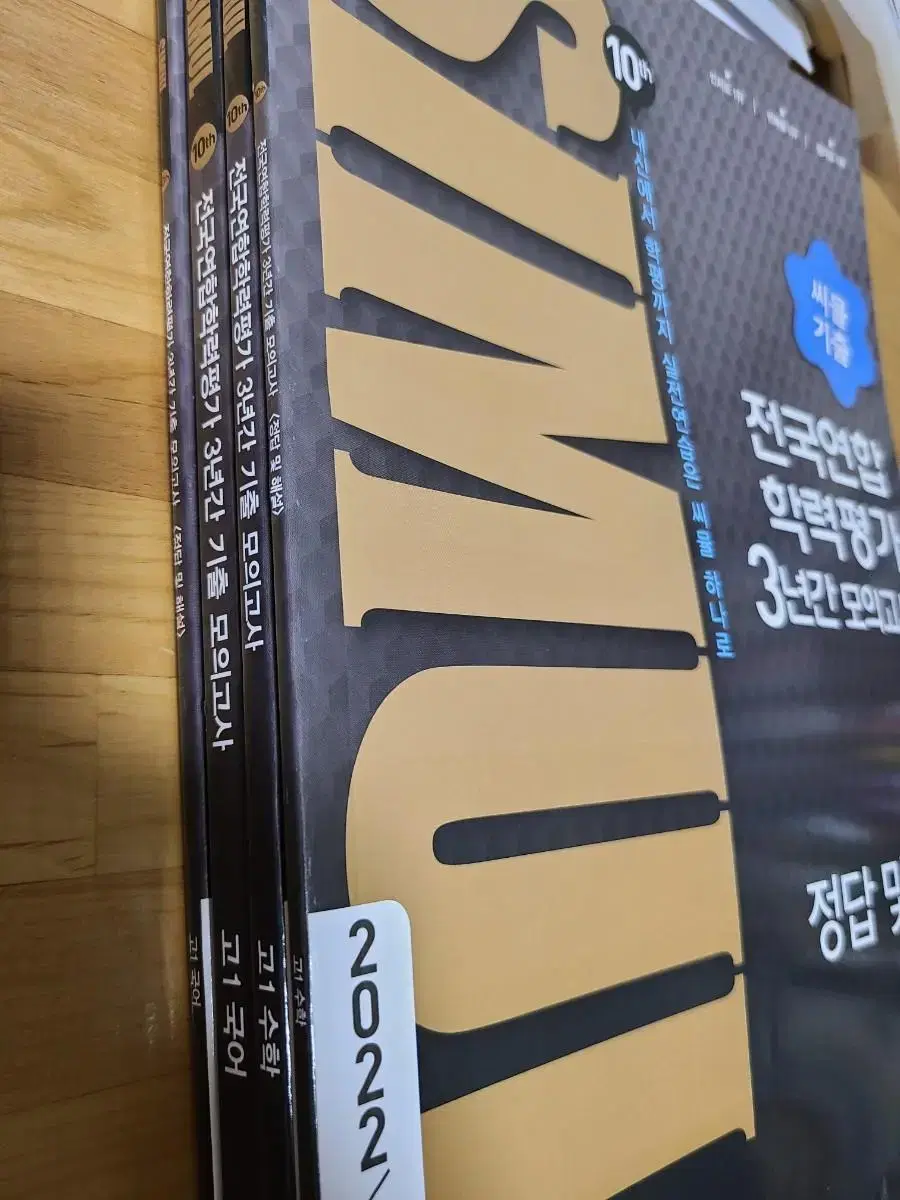 전국연합학력평가 3년간 기출 모의고사 <정답 및 해설>
고1 국어
10th
전국연합학력평가 3년간 기출 모의고사
고1 국어
10th
전국연합학력평가 3년간 기출 모의고사
고1 수학
10th
전국연합학력평가 3년간 기출 모의고사 <정답 및 해설>
고1 수학
10th
내신에서 학평까지 실전연습은 씨뮬 하나로
씨뮬
기출
전국연합
학력평가
3년간 모의고
정답 및
2022